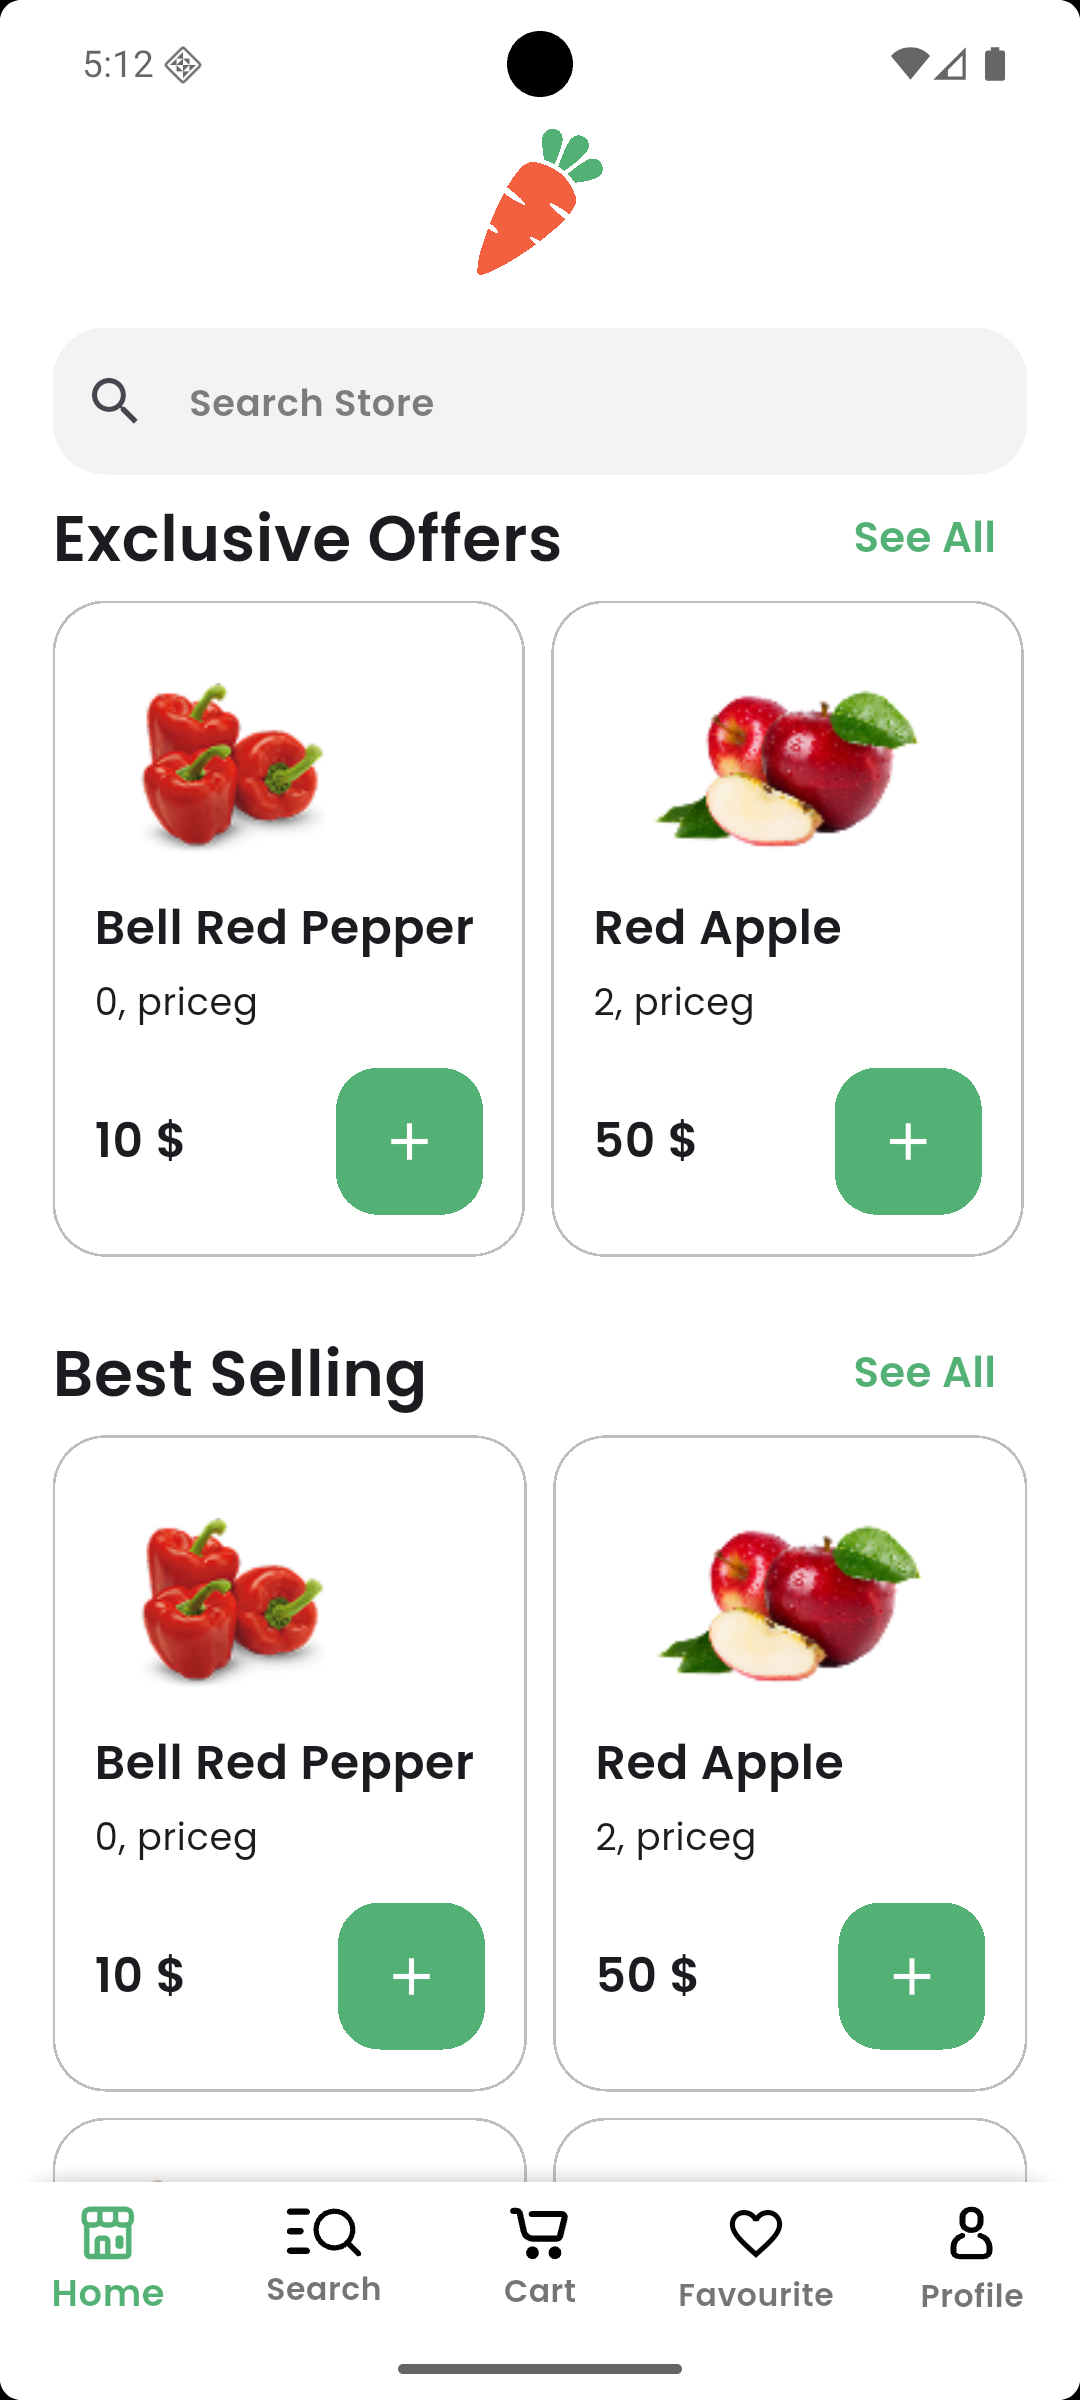 5:12
Search Store
Exclusive Offers See All
Bell Red Pepper Red Apple
0, priceg 2, priceg
10 $ 50 $
Best Selling See All
Bell Red Pepper Red Apple
0, priceg 2, priceg
10 $ 50 $
Home Search Cart Favourite Profile